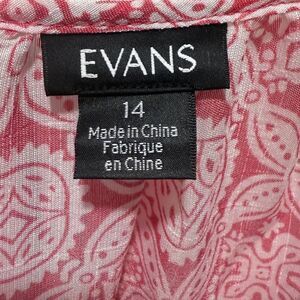 EVANS
14
Made in China
Fabrique
en Chine